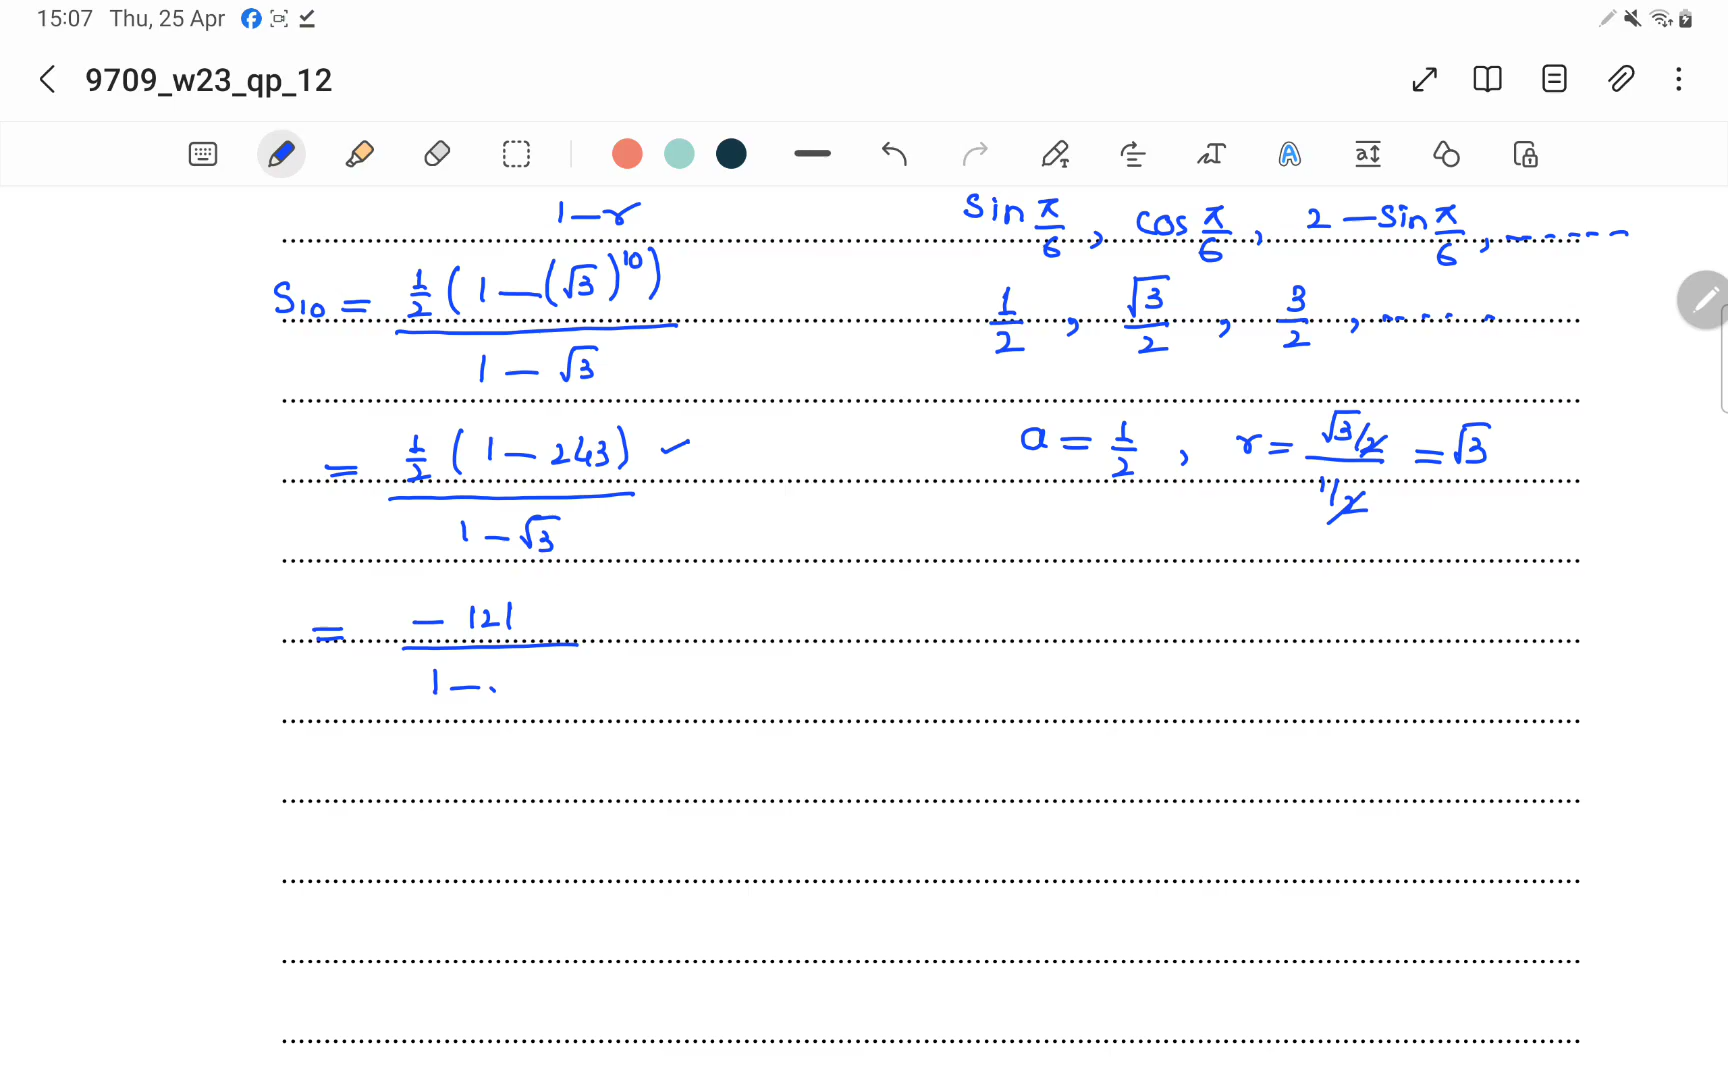 15:07 Thu, 25 Apr
9709_w23_qp_12
1-r
S10 = 1/2 (1-(√3)^10)
1 - √3
= 1/2 (1-243) ✓
1-√3
= - 121
1-.
Sin π/6, cos π/6, 2-Sin π/6, ------
1/2, √3/2, 3/2, ......
a = 1/2, r = √3/2 = √3
1/2